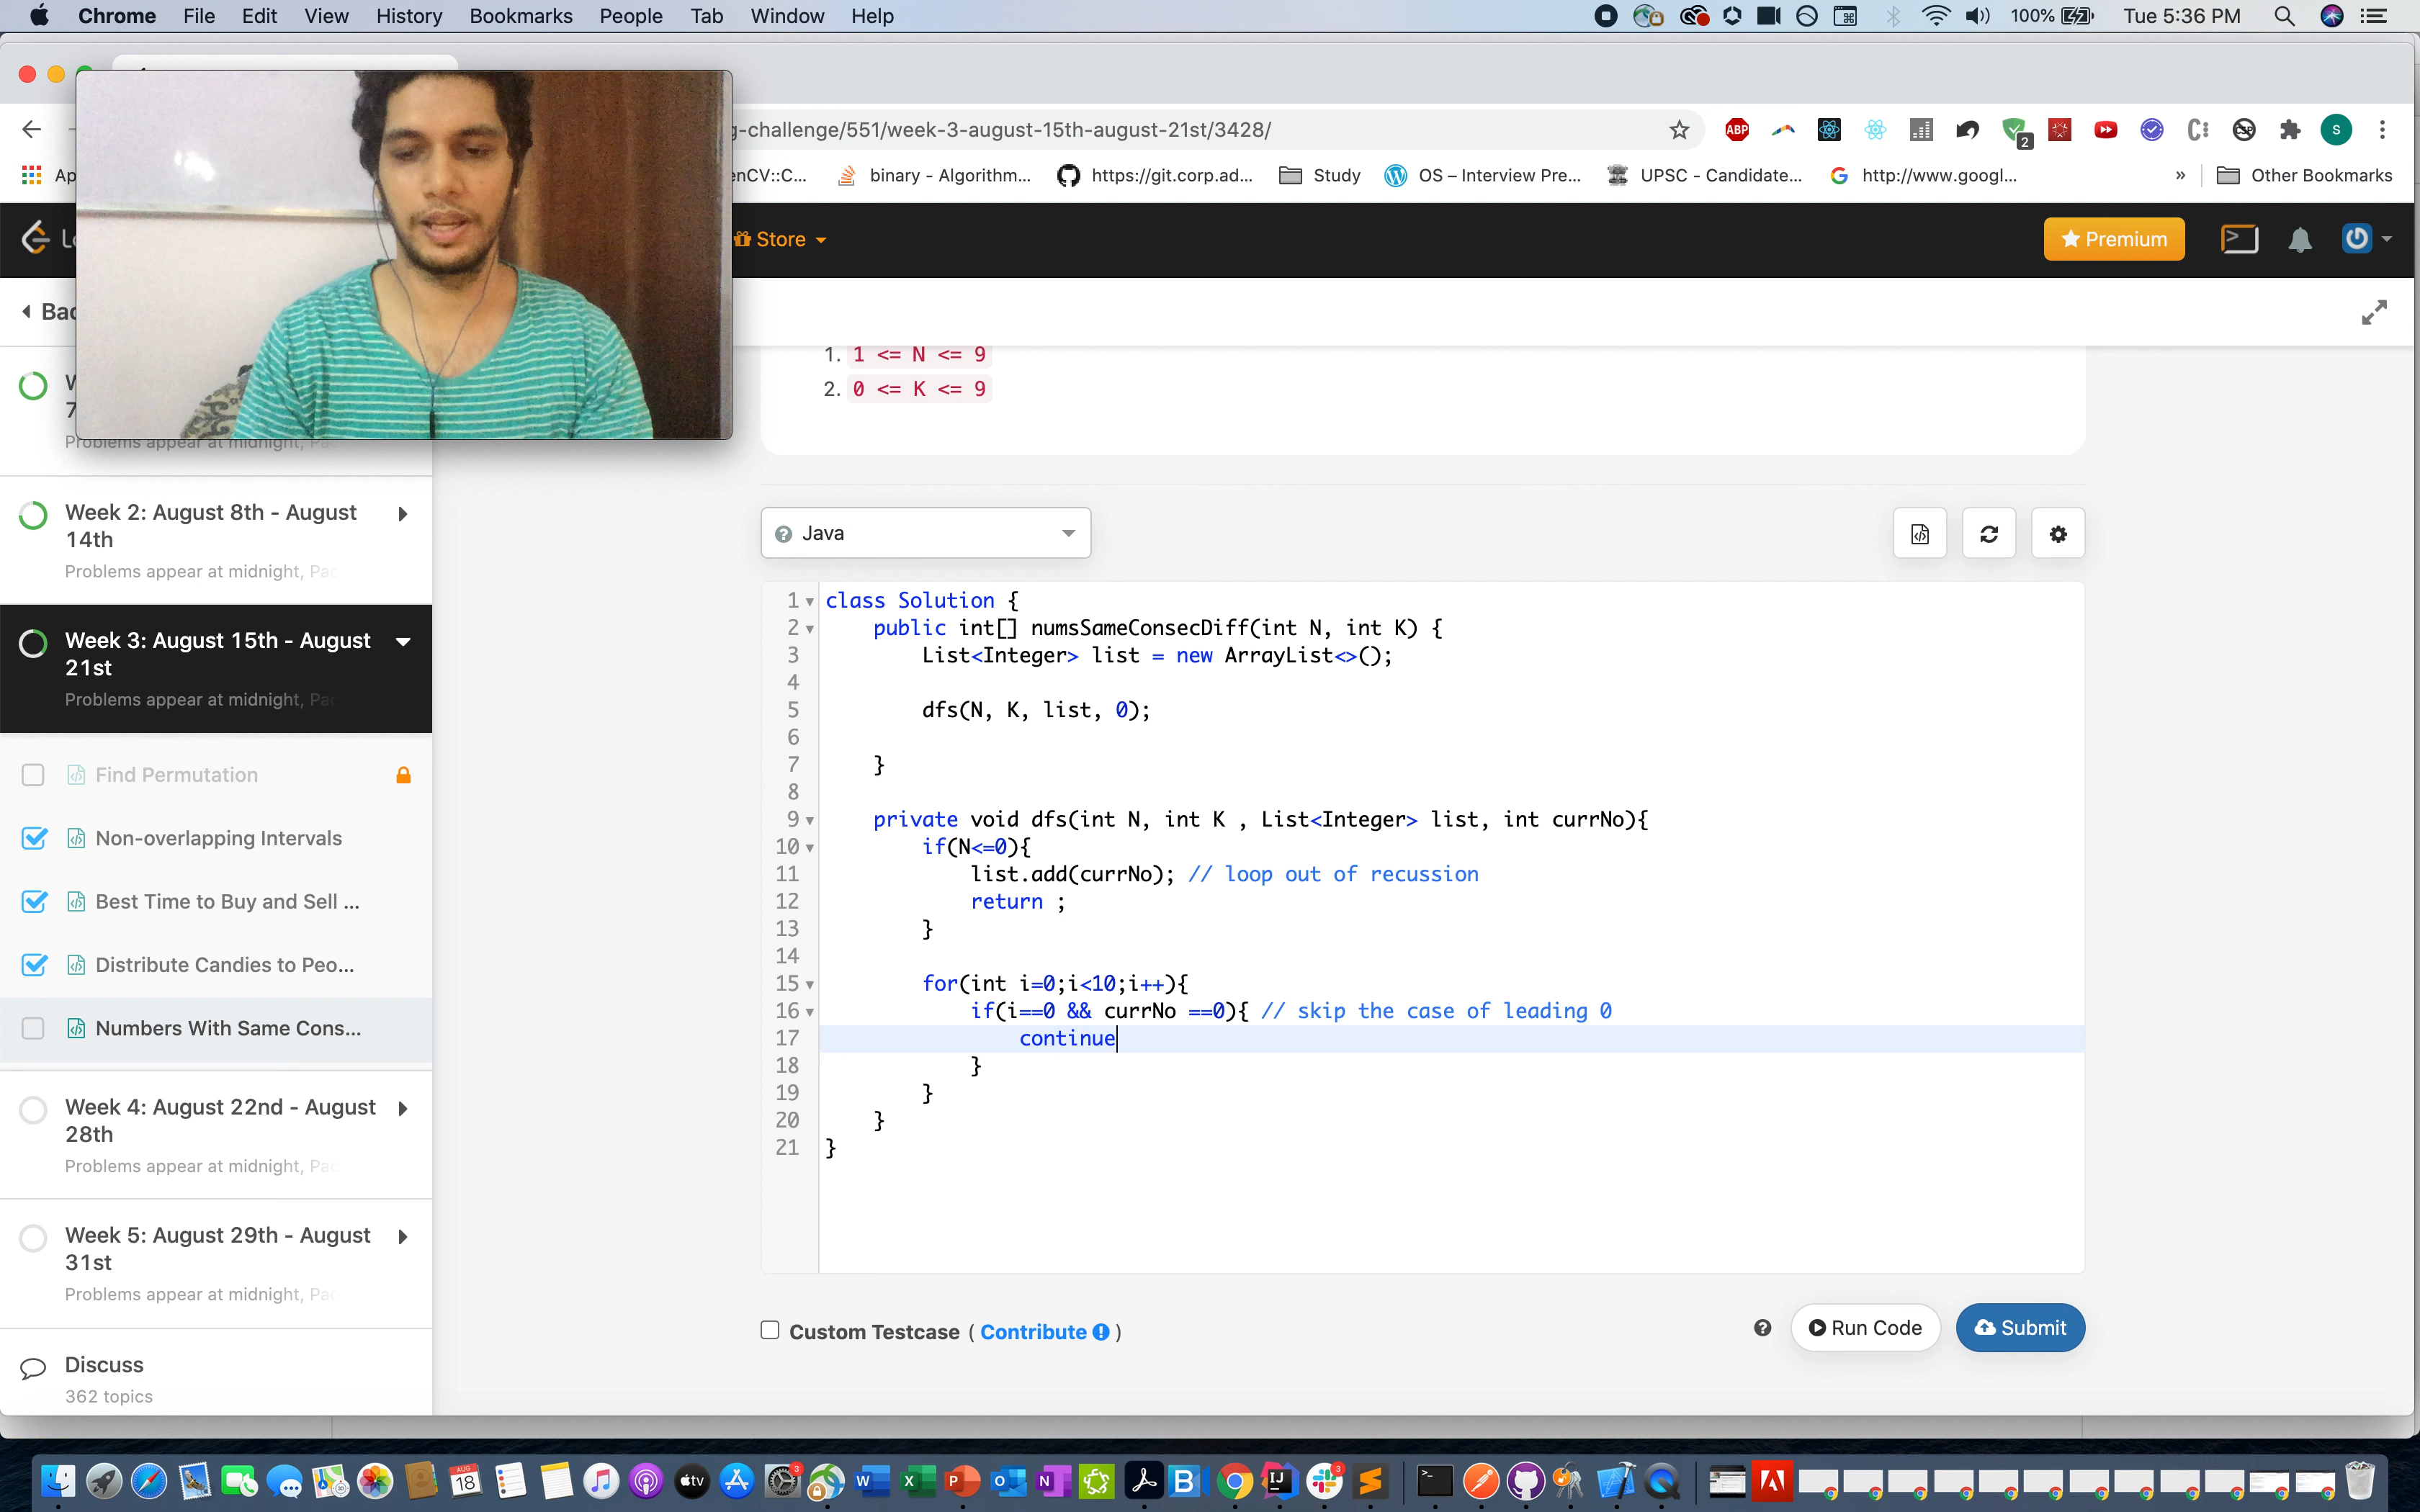 Chrome File Edit View History Bookmarks People Tab Window Help 100% Tue 5:36 PM
g-challenge/551/week-3-august-15th-august-21st/3428/
ABP 2 S
enCV::C... binary - Algorithm... https://git.corp.ad... Study OS – Interview Pre... UPSC - Candidate... http://www.googl... » Other Bookmarks
Store Premium
1. 1 <= N <= 9
2. 0 <= K <= 9
Problems appear at midnight,
Week 2: August 8th - August
14th
Problems appear at midnight, Pac
Week 3: August 15th - August
21st
Problems appear at midnight, Pac
Find Permutation
Non-overlapping Intervals
Best Time to Buy and Sell ...
Distribute Candies to Peo...
Numbers With Same Cons...
Week 4: August 22nd - August
28th
Problems appear at midnight, Pac
Week 5: August 29th - August
31st
Problems appear at midnight, Pac
Discuss
362 topics
Java
1 class Solution {
2 public int[] numsSameConsecDiff(int N, int K) {
3 List<Integer> list = new ArrayList<>();
4
5 dfs(N, K, list, 0);
6
7 }
8
9 private void dfs(int N, int K , List<Integer> list, int currNo){
10 if(N<=0){
11 list.add(currNo); // loop out of recussion
12 return ;
13 }
14
15 for(int i=0;i<10;i++){
16 if(i==0 && currNo ==0){ // skip the case of leading 0
17 continue
18 }
19 }
20 }
21 }
Custom Testcase ( Contribute )
Run Code
Submit
AUG
18
tv